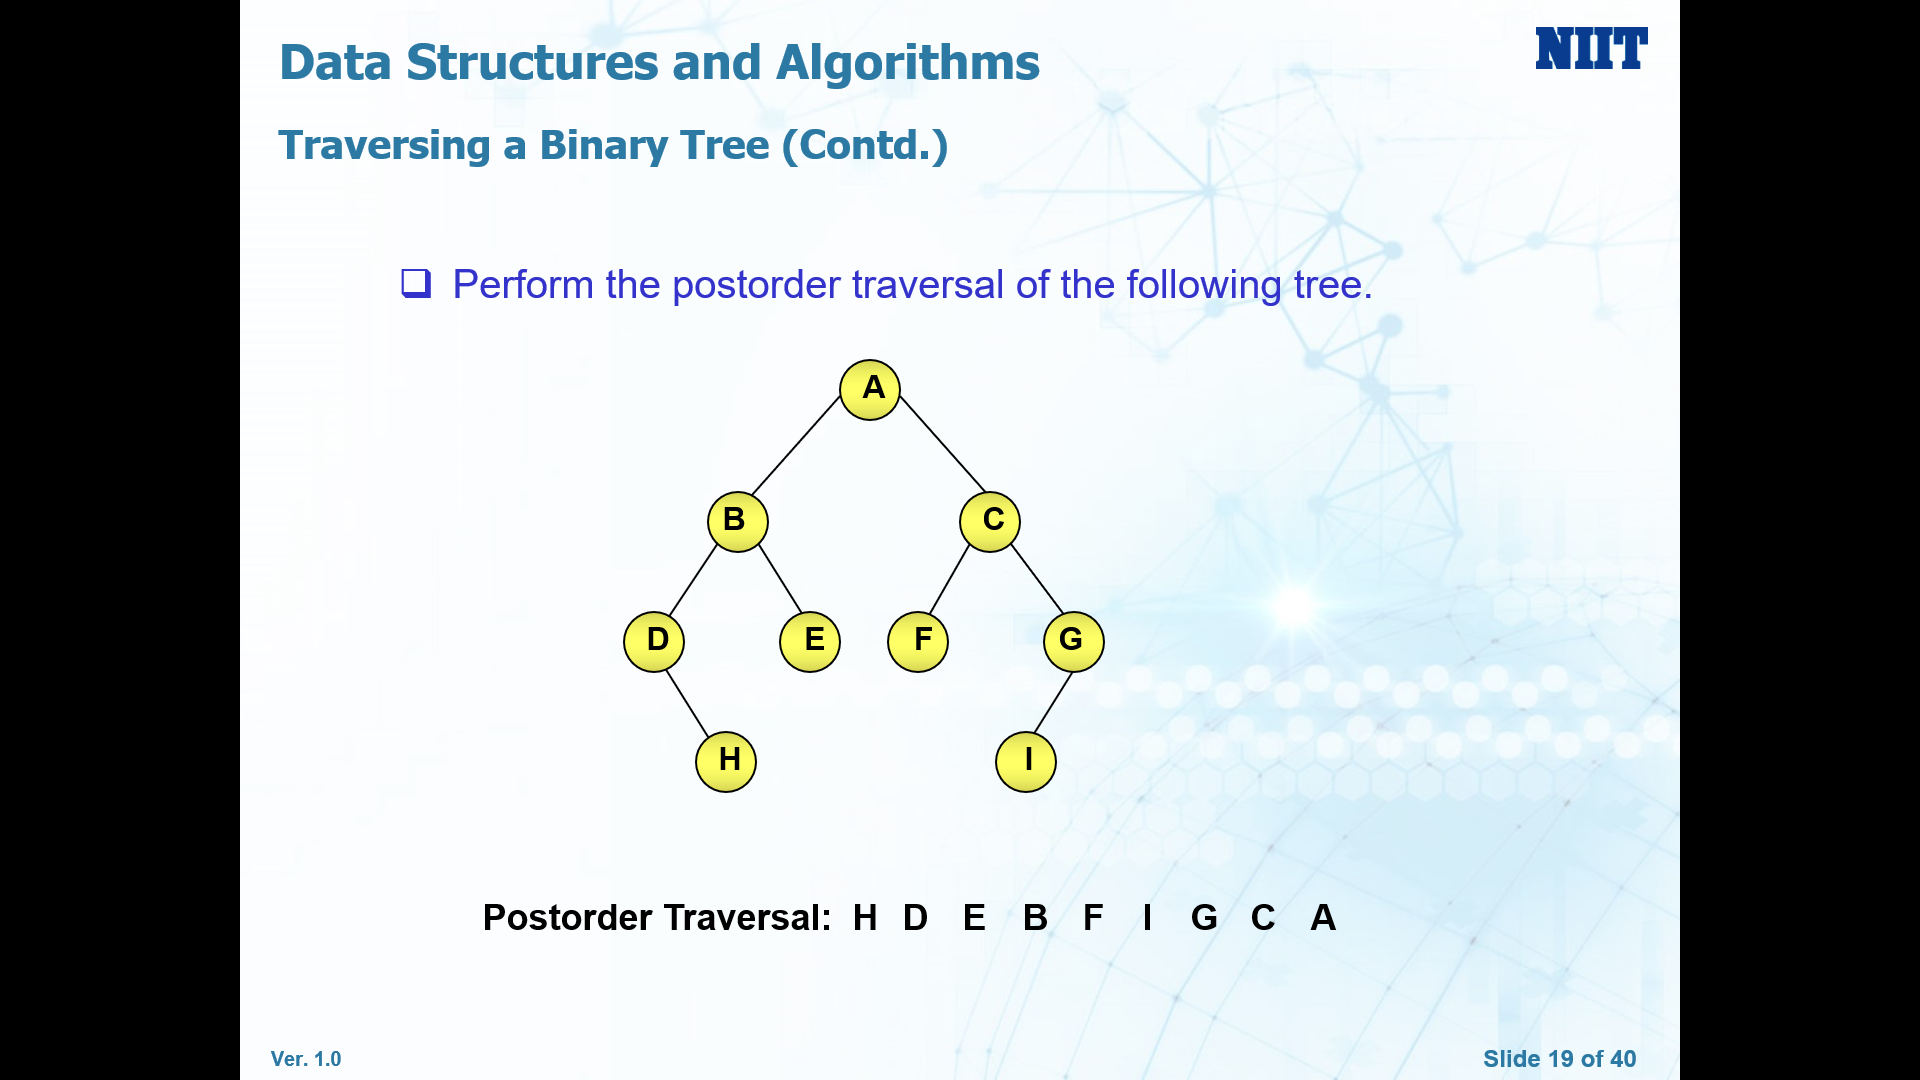 Data Structures and Algorithms
NIIT
Traversing a Binary Tree (Contd.)
Perform the postorder traversal of the following tree.
A
B C
D E F G
H I
Postorder Traversal: H D E B F I G C A
Ver. 1.0
Slide 19 of 40